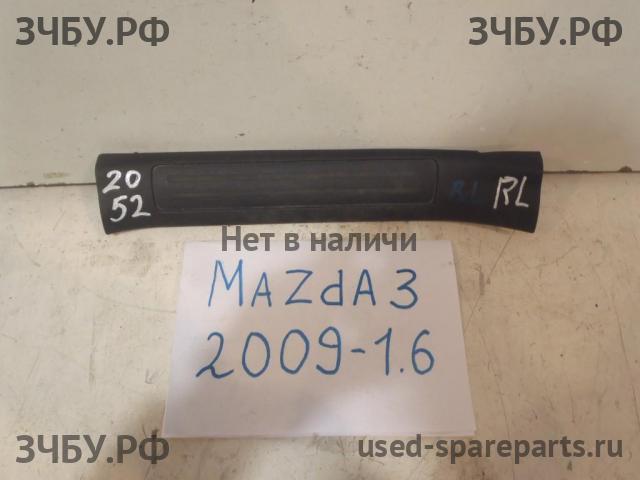 ЗЧБУ.РФ ЗЧБУ.РФ
20
52
RL RL
Нет в наличи
MAZdA3
2009-1.6
ЗЧБУ.РФ used-spareparts.ru